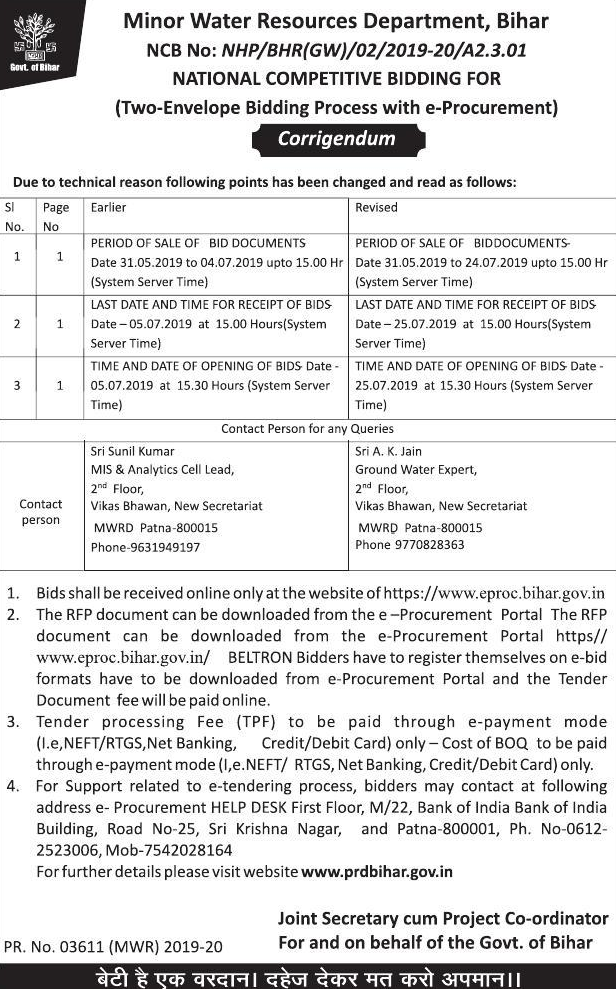 Govt. of Bihar
Minor Water Resources Department, Bihar
NCB No: NHP/BHR(GW)/02/2019-20/A2.3.01
NATIONAL COMPETITIVE BIDDING FOR
(Two-Envelope Bidding Process with e-Procurement)
Corrigendum
Due to technical reason following points has been changed and read as follows:
Sl No. | Page No | Earlier | Revised
1 | 1
PERIOD OF SALE OF BID DOCUMENTS
Date 31.05.2019 to 04.07.2019 upto 15.00 Hr
(System Server Time)
PERIOD OF SALE OF BIDDOCUMENTS-
Date 31.05.2019 to 24.07.2019 upto 15.00 Hr
(System Server Time)
2 | 1
LAST DATE AND TIME FOR RECEIPT OF BIDS-
Date – 05.07.2019 at 15.00 Hours(System
Server Time)
LAST DATE AND TIME FOR RECEIPT OF BIDS-
Date – 25.07.2019 at 15.00 Hours(System
Server Time)
3 | 1
TIME AND DATE OF OPENING OF BIDS- Date -
05.07.2019 at 15.30 Hours (System Server
Time)
TIME AND DATE OF OPENING OF BIDS- Date -
25.07.2019 at 15.30 Hours (System Server
Time)
Contact Person for any Queries
Contact
person
Sri Sunil Kumar
MIS & Analytics Cell Lead,
2nd Floor,
Vikas Bhawan, New Secretariat
MWRD Patna-800015
Phone-9631949197
Sri A. K. Jain
Ground Water Expert,
2nd Floor,
Vikas Bhawan, New Secretariat
MWRD Patna-800015
Phone 9770828363
1. Bids shall be received online only at the website of https://www.eproc.bihar.gov.in
2. The RFP document can be downloaded from the e –Procurement Portal The RFP
document can be downloaded from the e-Procurement Portal https//
www.eproc.bihar.gov.in/ BELTRON Bidders have to register themselves on e-bid
formats have to be downloaded from e-Procurement Portal and the Tender
Document fee will be paid online.
3. Tender processing Fee (TPF) to be paid through e-payment mode
(I.e,NEFT/RTGS,Net Banking, Credit/Debit Card) only – Cost of BOQ to be paid
through e-payment mode (I,e.NEFT/ RTGS, Net Banking, Credit/Debit Card) only.
4. For Support related to e-tendering process, bidders may contact at following
address e- Procurement HELP DESK First Floor, M/22, Bank of India Bank of India
Building, Road No-25, Sri Krishna Nagar, and Patna-800001, Ph. No-0612-
2523006, Mob-7542028164
For further details please visit website www.prdbihar.gov.in
Joint Secretary cum Project Co-ordinator
PR. No. 03611 (MWR) 2019-20
For and on behalf of the Govt. of Bihar
बेटी है एक वरदान। दहेज देकर मत करो अपमान।।